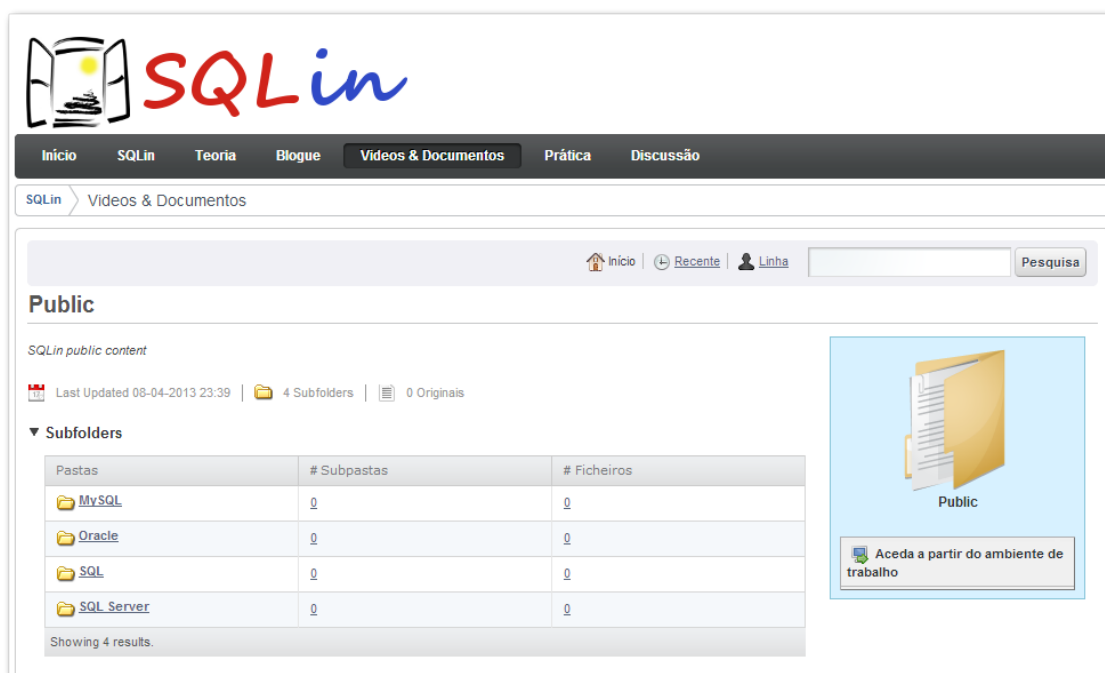 SQLin
Início SQLin Teoria Blogue Videos & Documentos Prática Discussão
SQLin Videos & Documentos
Início Recente Linha Pesquisa
Public
SQLin public content
Last Updated 08-04-2013 23:39 4 Subfolders 0 Originais
Subfolders
Pastas # Subpastas # Ficheiros
MySQL 0 0
Oracle 0 0
SQL 0 0
SQL Server 0 0
Showing 4 results.
Public
Aceda a partir do ambiente de
trabalho